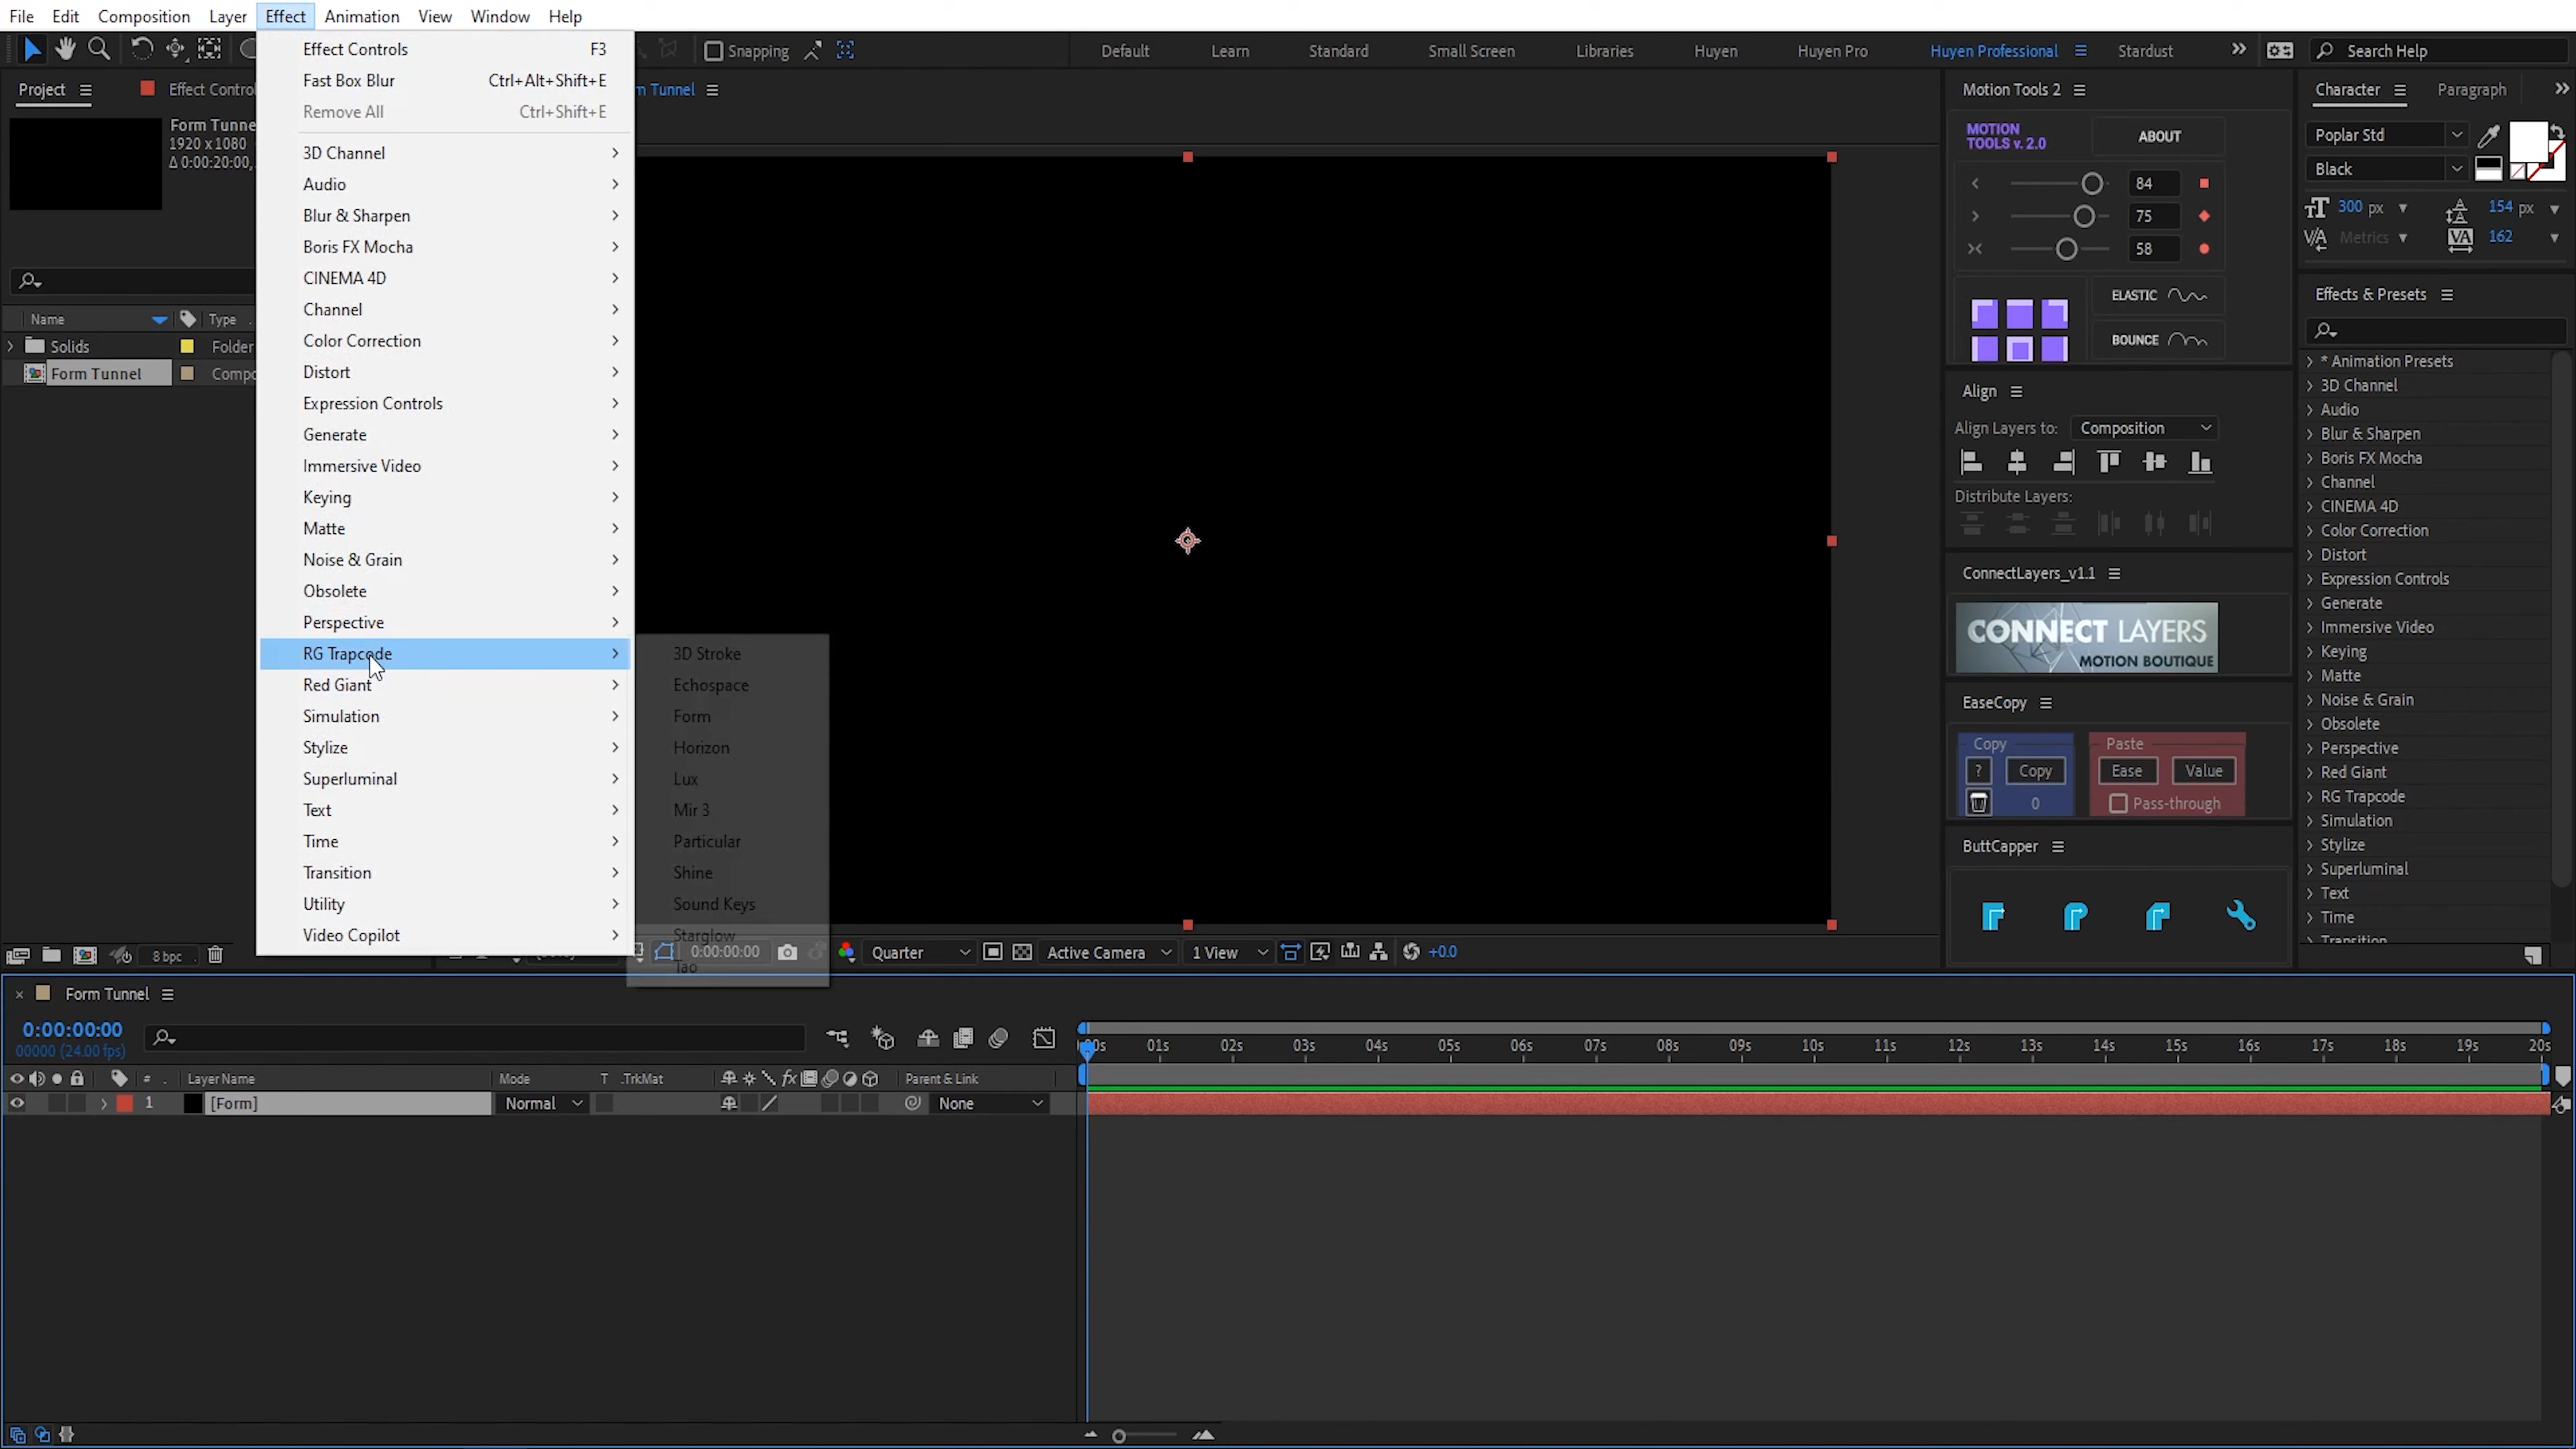 File Edit Composition Layer Effect Animation View Window Help
Snapping Default Learn Standard Small Screen Libraries Huyen Huyen Pro Huyen Professional Stardust Search Help
Effect Controls F3
Fast Box Blur Ctrl+Alt+Shift+E
Remove All Ctrl+Shift+E
3D Channel
Audio
Blur & Sharpen
Boris FX Mocha
CINEMA 4D
Channel
Color Correction
Distort
Expression Controls
Generate
Immersive Video
Keying
Matte
Noise & Grain
Obsolete
Perspective
RG Trapcode
Red Giant
Simulation
Stylize
Superluminal
Text
Time
Transition
Utility
Video Copilot
3D Stroke
Echospace
Form
Horizon
Lux
Mir 3
Particular
Shine
Sound Keys
Starglow
Tao
Project Effect Contro
Form Tunne
1920 x 1080
Δ 0:00:20:00,
Name Type
Solids Folder
Form Tunnel Compo
8 bpc
m Tunnel
0:00:00:00 Quarter Active Camera 1 View +0.0
Motion Tools 2
MOTION
TOOLS v. 2.0
ABOUT
84
75
58
ELASTIC
BOUNCE
Align
Align Layers to: Composition
Distribute Layers:
ConnectLayers_v1.1
CONNECT LAYERS
MOTION BOUTIQUE
EaseCopy
Copy Paste
? Copy Ease Value
0 Pass-through
ButtCapper
Character Paragraph
Poplar Std
Black
300 px 154 px
Metrics 162
Effects & Presets
* Animation Presets
3D Channel
Audio
Blur & Sharpen
Boris FX Mocha
Channel
CINEMA 4D
Color Correction
Distort
Expression Controls
Generate
Immersive Video
Keying
Matte
Noise & Grain
Obsolete
Perspective
Red Giant
RG Trapcode
Simulation
Stylize
Superluminal
Text
Time
Transition
Form Tunnel
0:00:00:00
00000 (24.00 fps)
00s 01s 02s 03s 04s 05s 06s 07s 08s 09s 10s 11s 12s 13s 14s 15s 16s 17s 18s 19s 20s
# Layer Name Mode T .TrkMat fx Parent & Link
1 [Form] Normal None